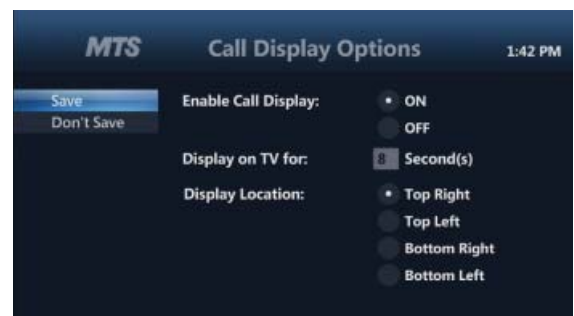 MTS Call Display Options 1:42 PM
Save Enable Call Display: ON
Don't Save OFF
Display on TV for: 8 Second(s)
Display Location: Top Right
Top Left
Bottom Right
Bottom Left